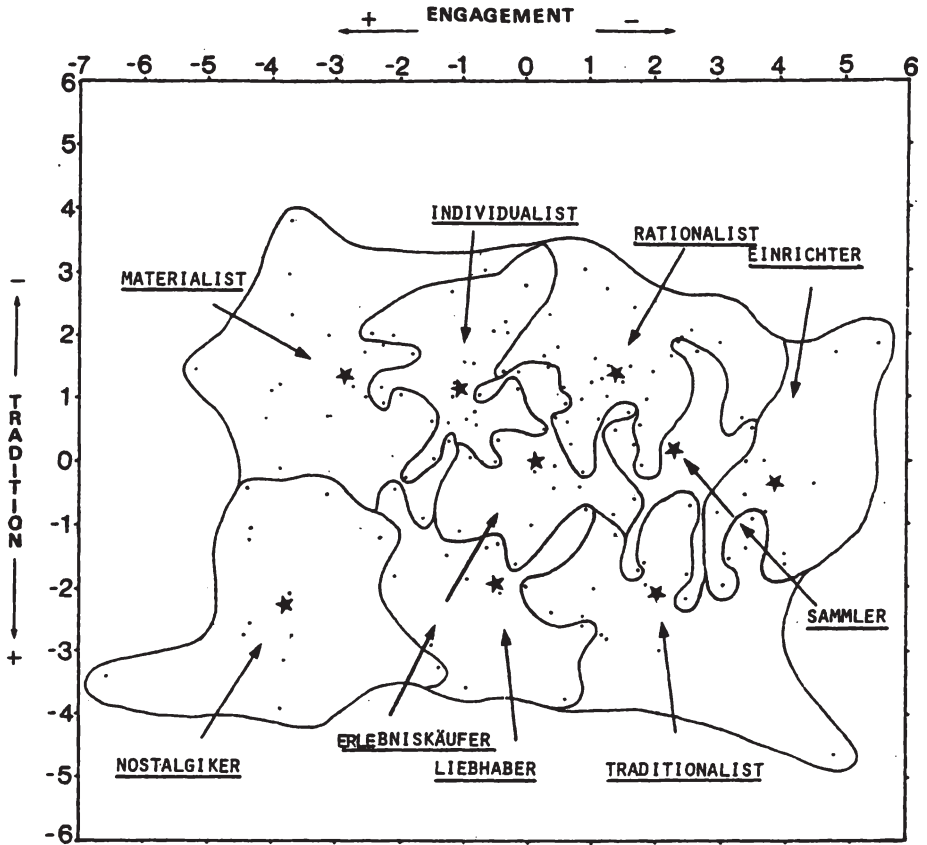 ENGAGEMENT
+ −
-7 -6 -5 -4 -3 -2 -1 0 1 2 3 4 5 6
6
5
4
3
2
1
0
-1
-2
-3
-4
-5
-6
−
TRADITION
+
INDIVIDUALIST
RATIONALIST
EINRICHTER
MATERIALIST
SAMMLER
ERLEBNISKÄUFER
NOSTALGIKER
LIEBHABER
TRADITIONALIST